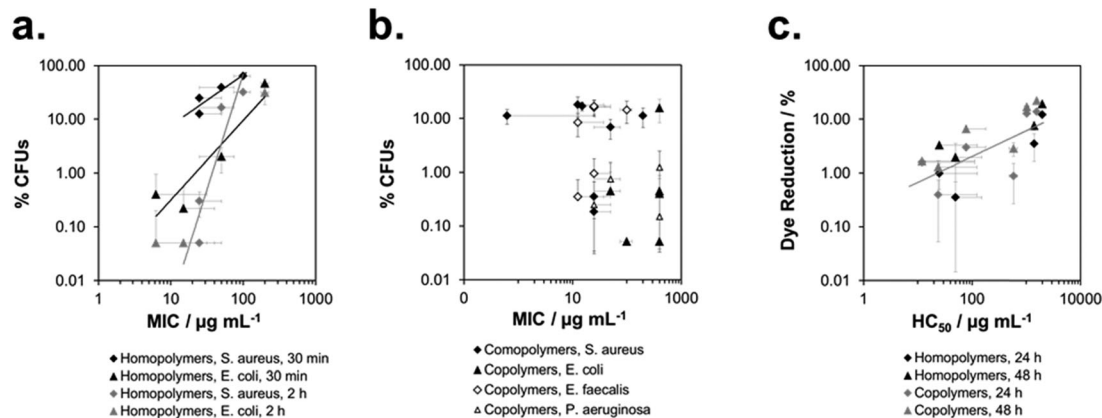 a.
% CFUs
100.00
10.00
1.00
0.10
0.01
1
10
100
1000
MIC / µg mL-1
Homopolymers, S. aureus, 30 min
Homopolymers, E. coli, 30 min
Homopolymers, S. aureus, 2 h
Homopolymers, E. coli, 2 h
b.
% CFUs
100.00
10.00
1.00
0.10
0.01
0
10
100
1000
MIC / µg mL-1
Comopolymers, S. aureus
Copolymers, E. coli
Copolymers, E. faecalis
Copolymers, P. aeruginosa
c.
Dye Reduction / %
100.00
10.00
1.00
0.10
0.01
1
100
10000
HC50 / µg mL-1
Homopolymers, 24 h
Homopolymers, 48 h
Copolymers, 24 h
Copolymers, 48 h